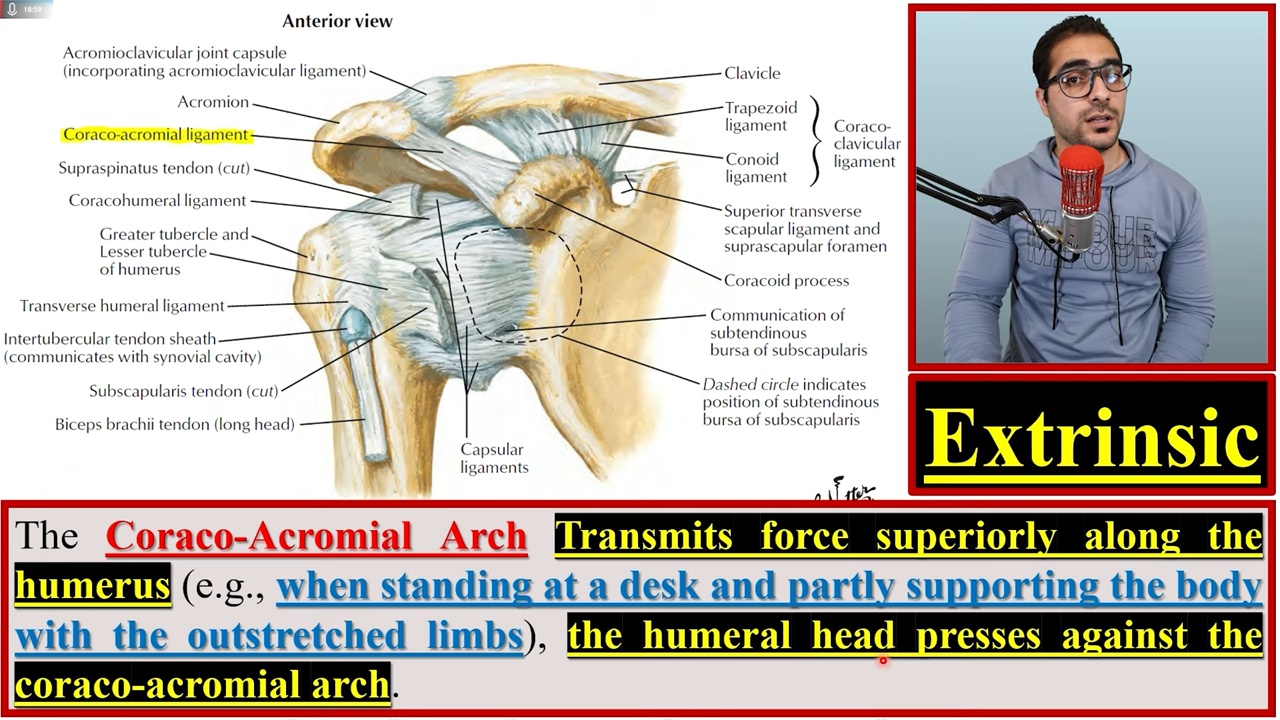 18:59
Anterior view
Acromioclavicular joint capsule
(incorporating acromioclavicular ligament)
Acromion
Coraco-acromial ligament
Supraspinatus tendon (cut)
Coracohumeral ligament
Greater tubercle and
Lesser tubercle
of humerus
Transverse humeral ligament
Intertubercular tendon sheath
(communicates with synovial cavity)
Subscapularis tendon (cut)
Biceps brachii tendon (long head)
Capsular
ligaments
Clavicle
Trapezoid
ligament
Conoid
ligament
Coraco-
clavicular
ligament
Superior transverse
scapular ligament and
suprascapular foramen
Coracoid process
Communication of
subtendinous
bursa of subscapularis
Dashed circle indicates
position of subtendinous
bursa of subscapularis
Extrinsic
The Coraco-Acromial Arch Transmits force superiorly along the
humerus (e.g., when standing at a desk and partly supporting the body
with the outstretched limbs), the humeral head presses against the
coraco-acromial arch.